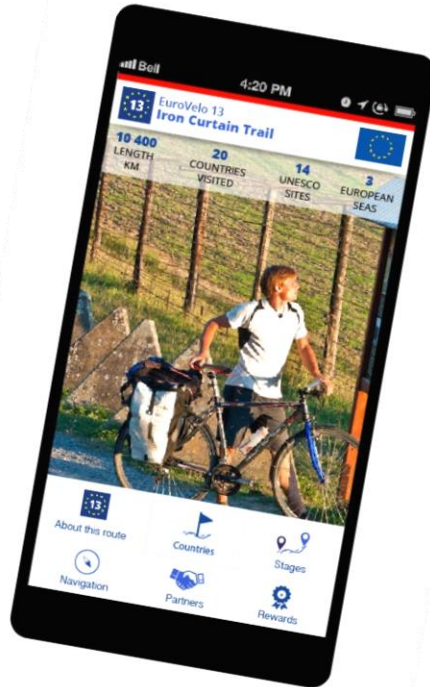 Bell
4:20 PM
13
EuroVelo 13
Iron Curtain Trail
10 400
LENGTH
KM
20
COUNTRIES
VISITED
14
UNESCO
SITES
3
EUROPEAN
SEAS
13
About this route
Countries
Stages
Navigation
Partners
Rewards